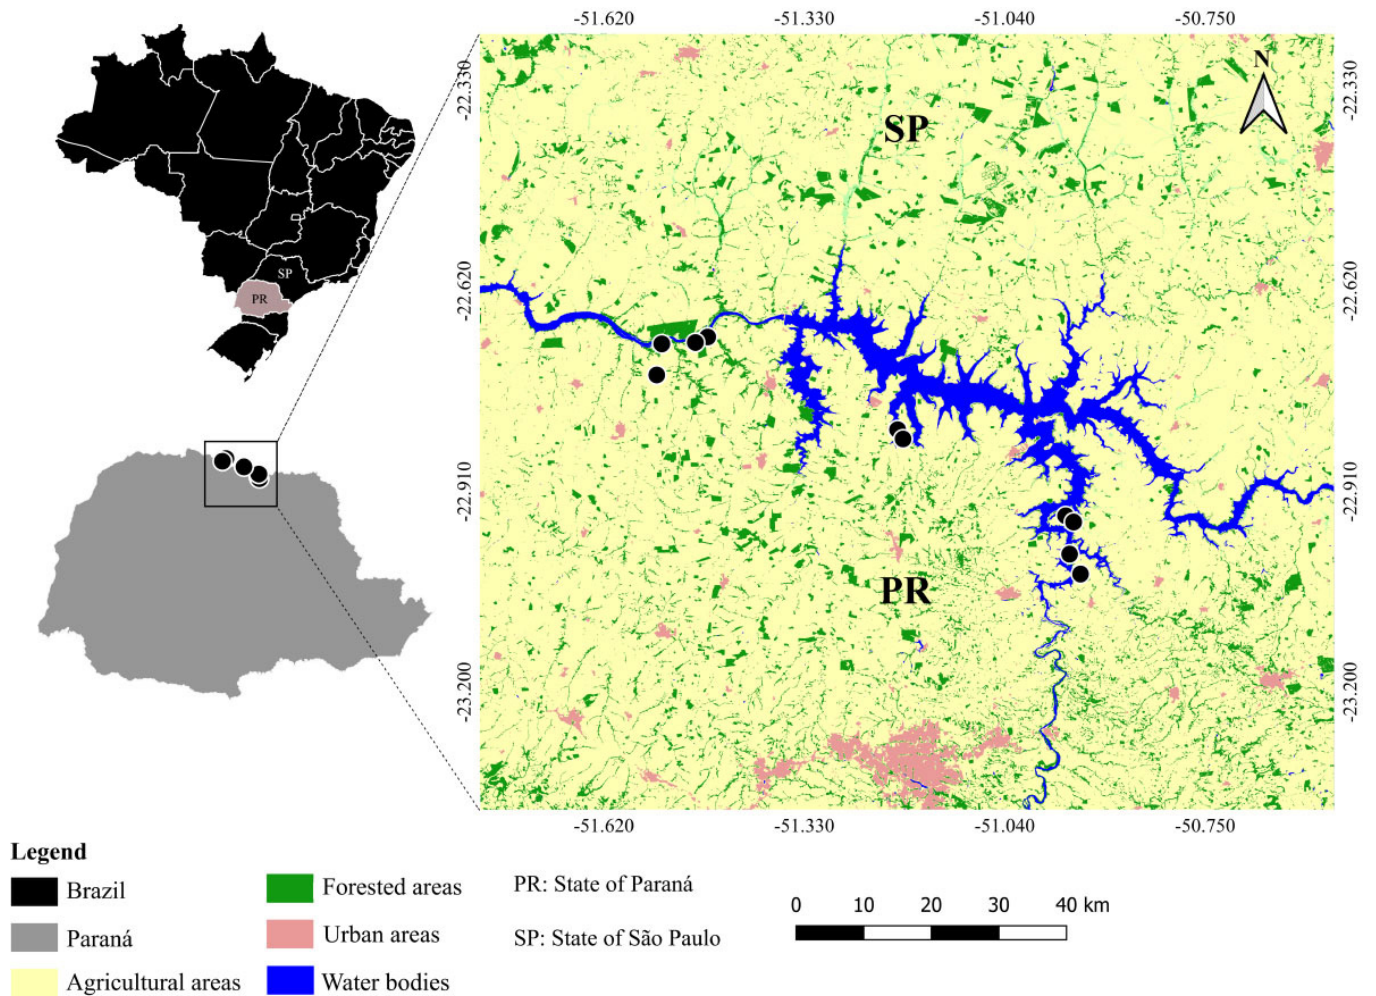 -51.620 -51.330 -51.040 -50.750
N
-22.330 -22.330
SP
SP
PR
-22.620 -22.620
-22.910 -22.910
PR
-23.200 -23.200
-51.620 -51.330 -51.040 -50.750
Legend
Brazil
Paraná
Agricultural areas
Forested areas
Urban areas
Water bodies
PR: State of Paraná
SP: State of São Paulo
0 10 20 30 40 km